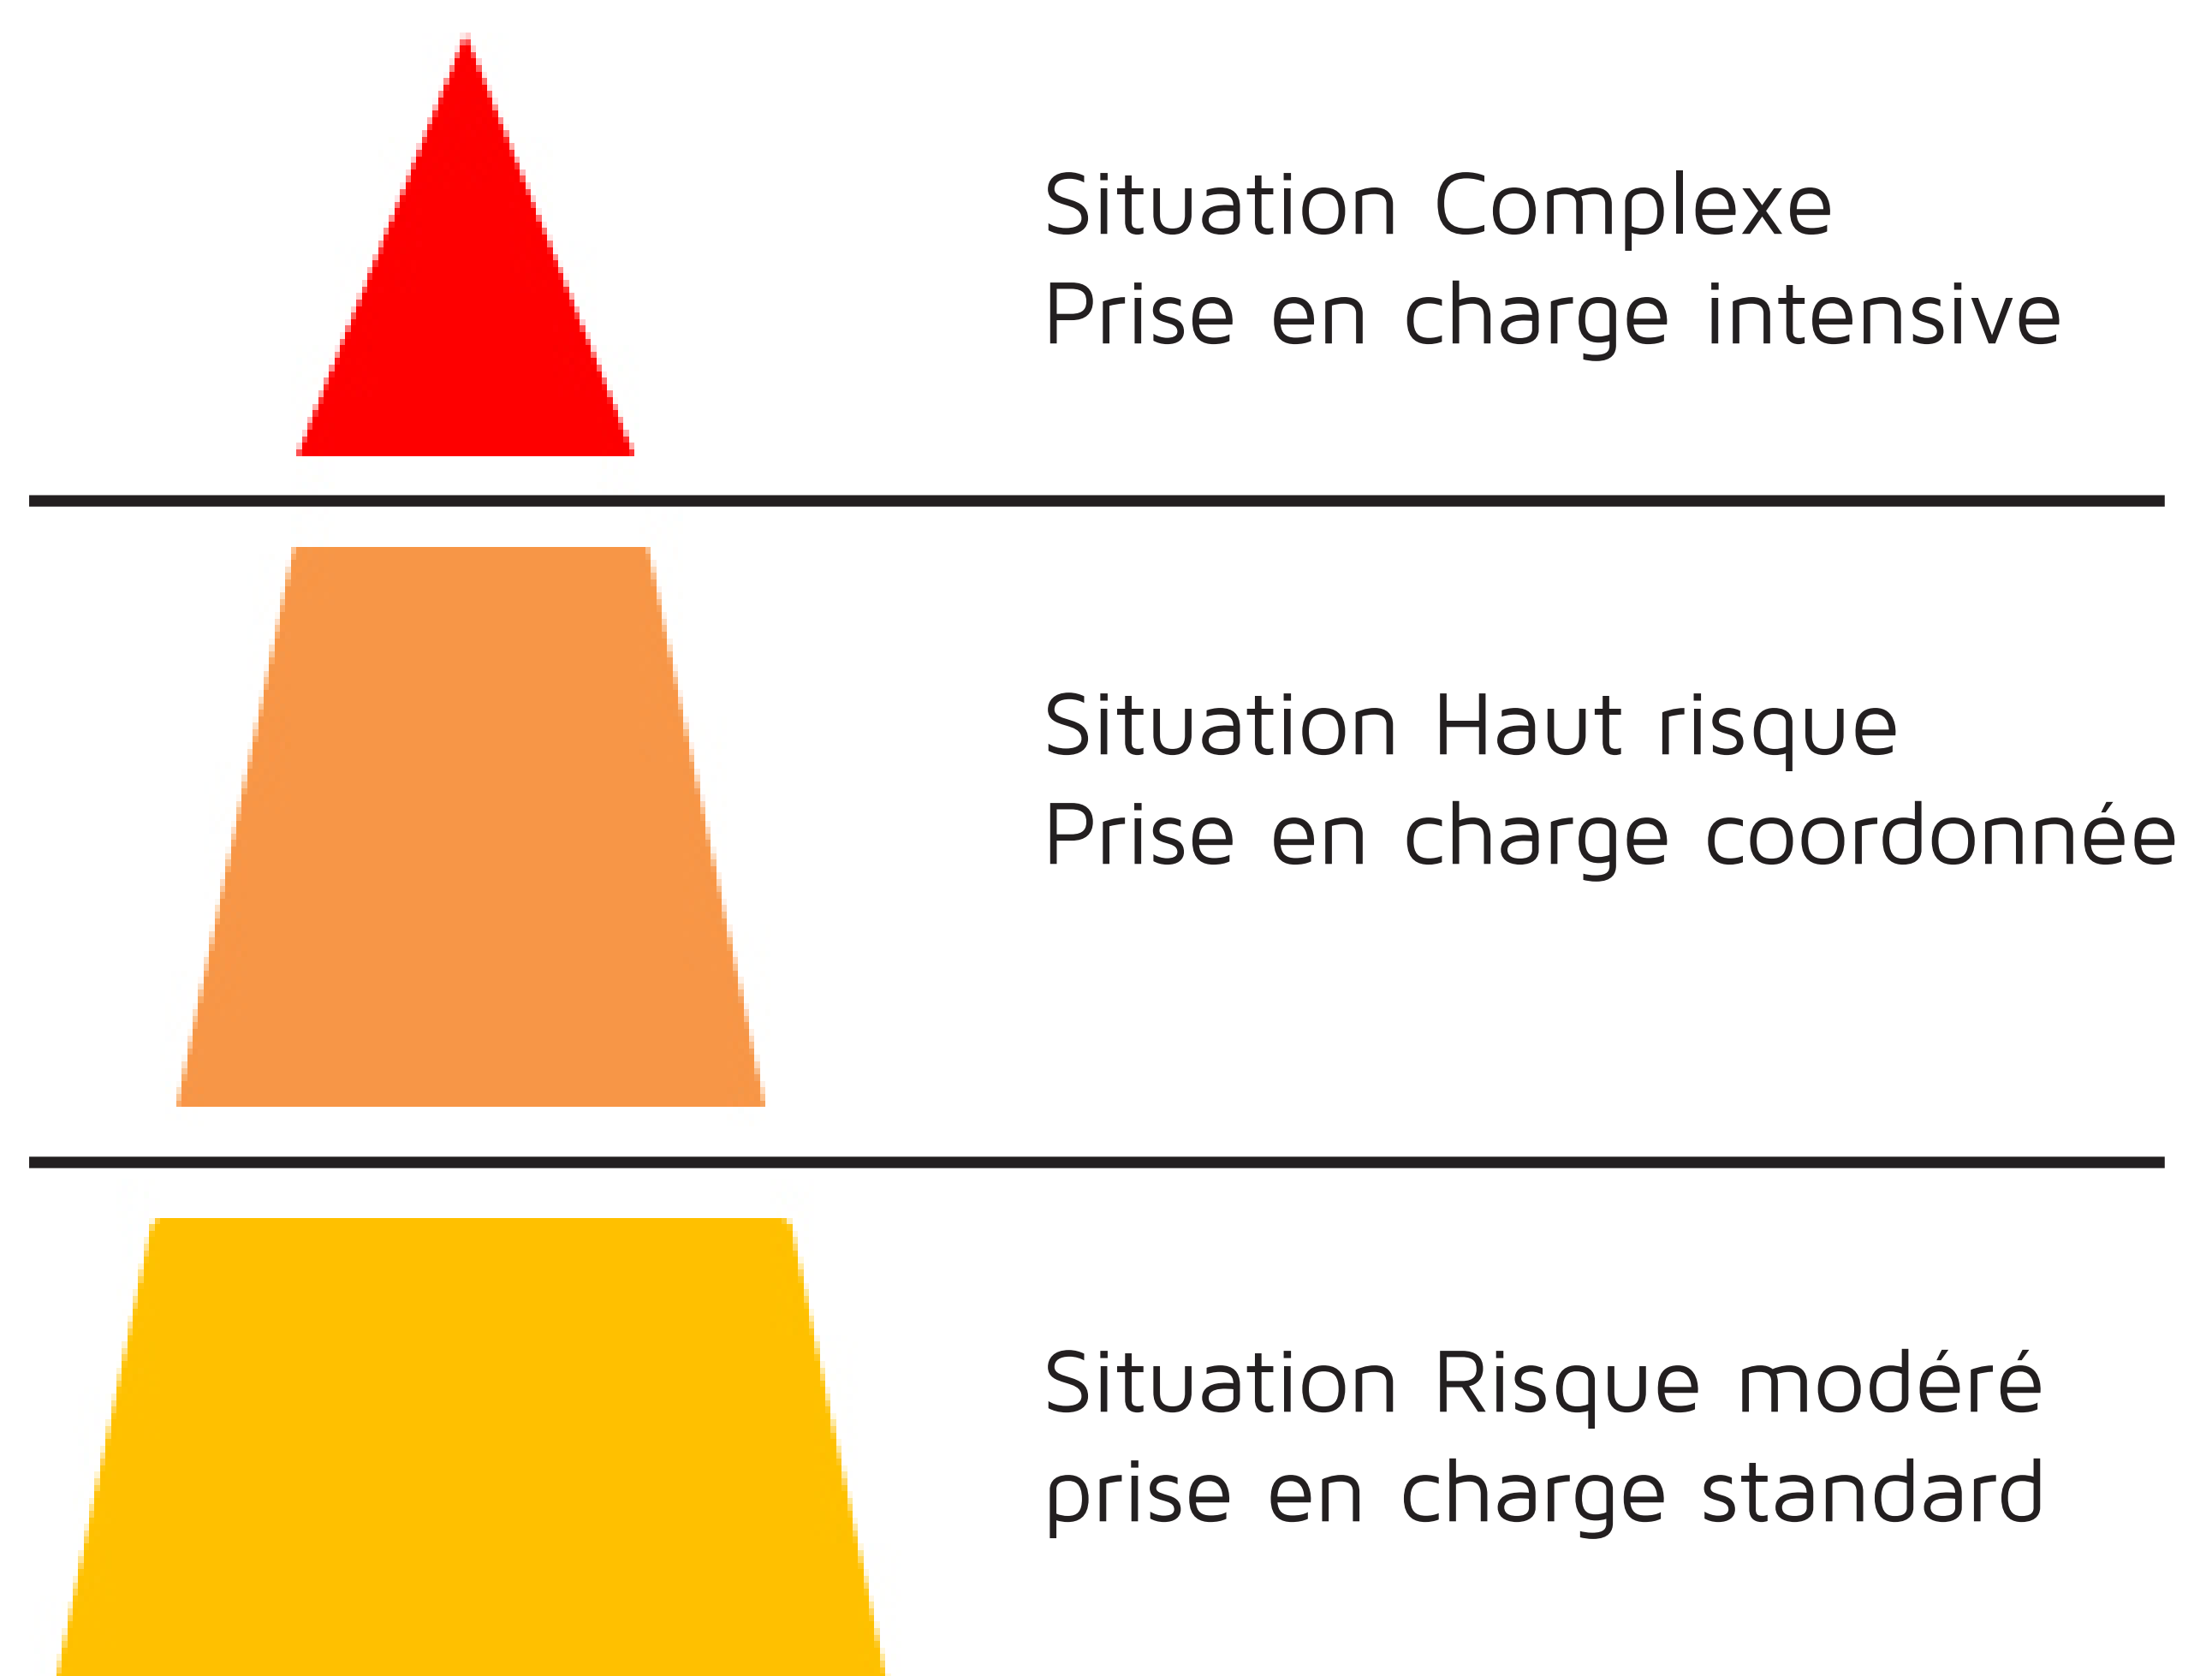 Situation Complexe
Prise en charge intensive
Situation Haut risque
Prise en charge coordonnée
Situation Risque modéré
prise en charge standard